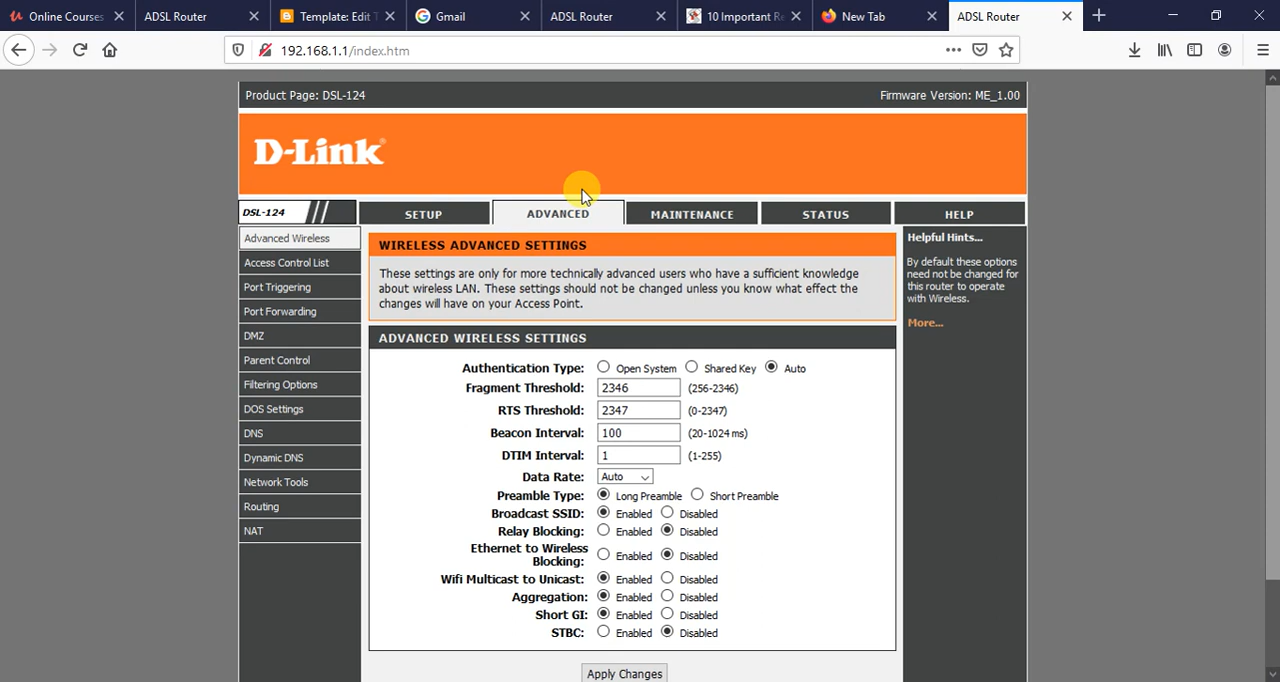 Online Courses
ADSL Router
Template: Edit T
Gmail
ADSL Router
10 Important Re
New Tab
ADSL Router
192.168.1.1/index.htm
Product Page: DSL-124
Firmware Version: ME_1.00
D-Link
DSL-124
SETUP
ADVANCED
MAINTENANCE
STATUS
HELP
Advanced Wireless
Access Control List
Port Triggering
Port Forwarding
DMZ
Parent Control
Filtering Options
DOS Settings
DNS
Dynamic DNS
Network Tools
Routing
NAT
WIRELESS ADVANCED SETTINGS
These settings are only for more technically advanced users who have a sufficient knowledge
about wireless LAN. These settings should not be changed unless you know what effect the
changes will have on your Access Point.
ADVANCED WIRELESS SETTINGS
Authentication Type: Open System Shared Key Auto
Fragment Threshold: 2346 (256-2346)
RTS Threshold: 2347 (0-2347)
Beacon Interval: 100 (20-1024 ms)
DTIM Interval: 1 (1-255)
Data Rate: Auto
Preamble Type: Long Preamble Short Preamble
Broadcast SSID: Enabled Disabled
Relay Blocking: Enabled Disabled
Ethernet to Wireless
Blocking: Enabled Disabled
Wifi Multicast to Unicast: Enabled Disabled
Aggregation: Enabled Disabled
Short GI: Enabled Disabled
STBC: Enabled Disabled
Apply Changes
Helpful Hints...
By default these options
need not be changed for
this router to operate
with Wireless.
More...